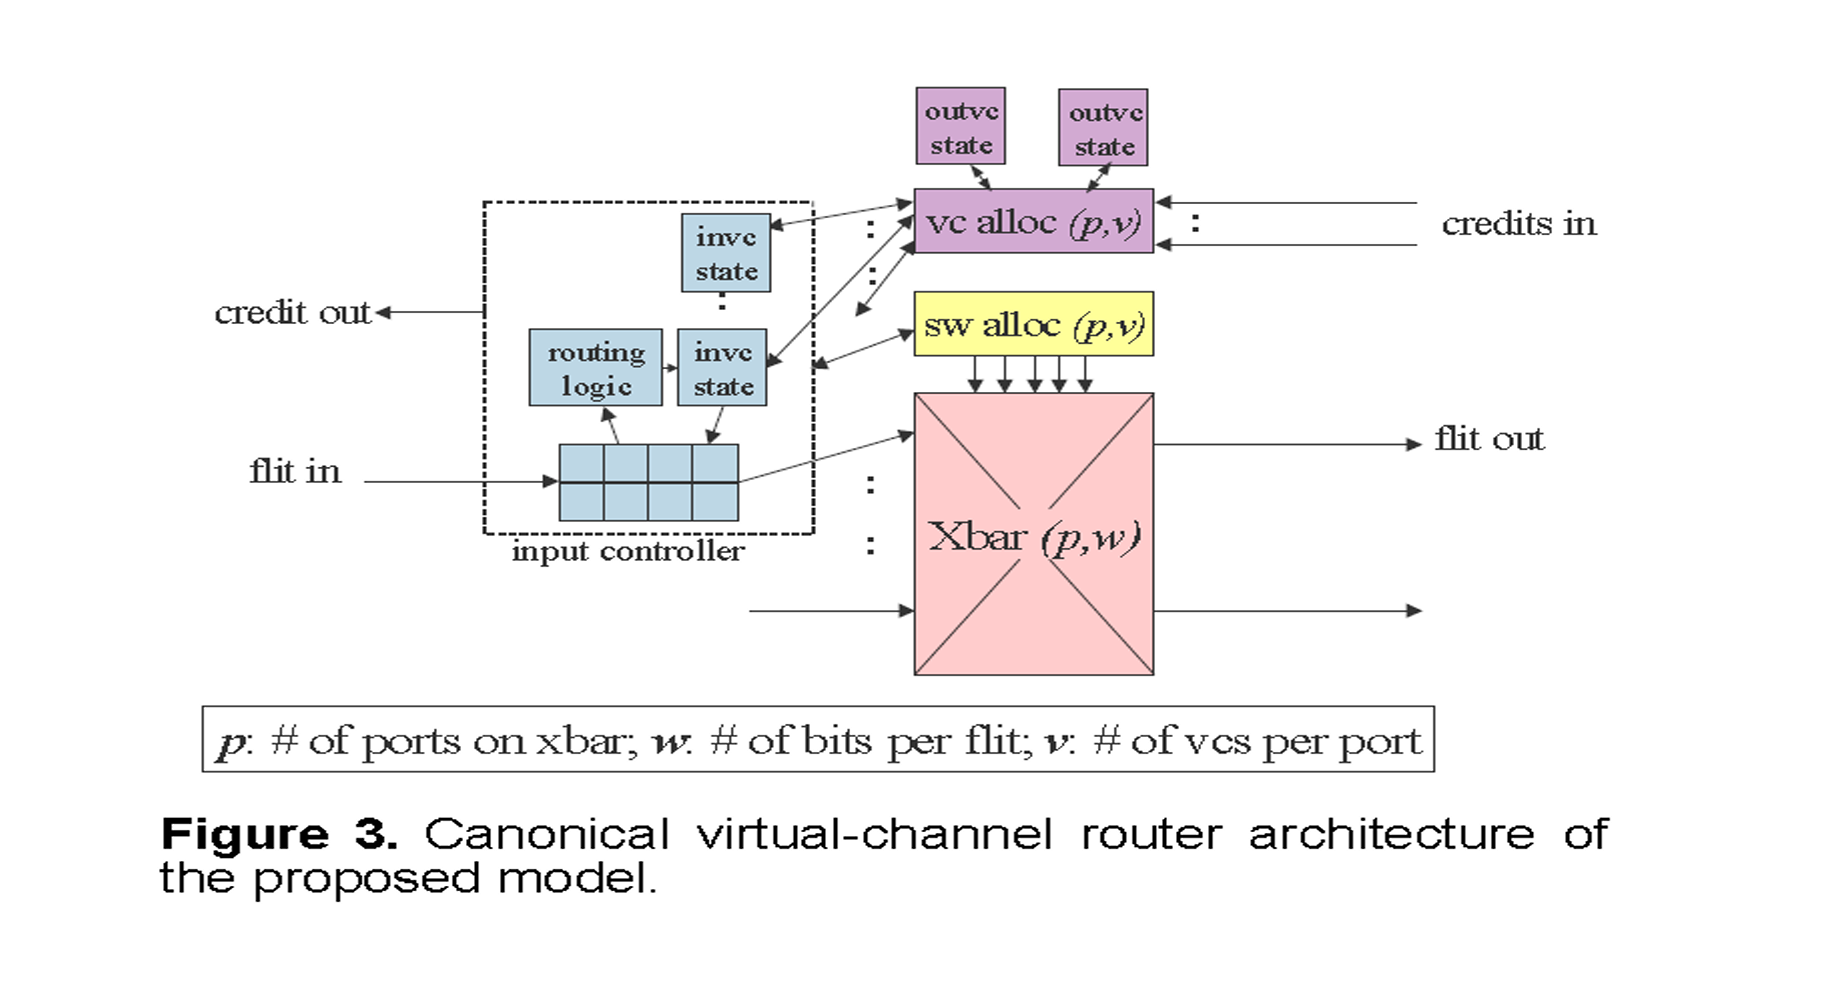 outvc
state
outvc
state
vc alloc (p,v)
credits in
invc
state
:
credit out
sw alloc (p,v)
routing
logic
invc
state
flit in
flit out
input controller
Xbar (p,w)
p: # of ports on xbar; w: # of bits per flit; v: # of vcs per port
Figure 3. Canonical virtual-channel router architecture of
the proposed model.